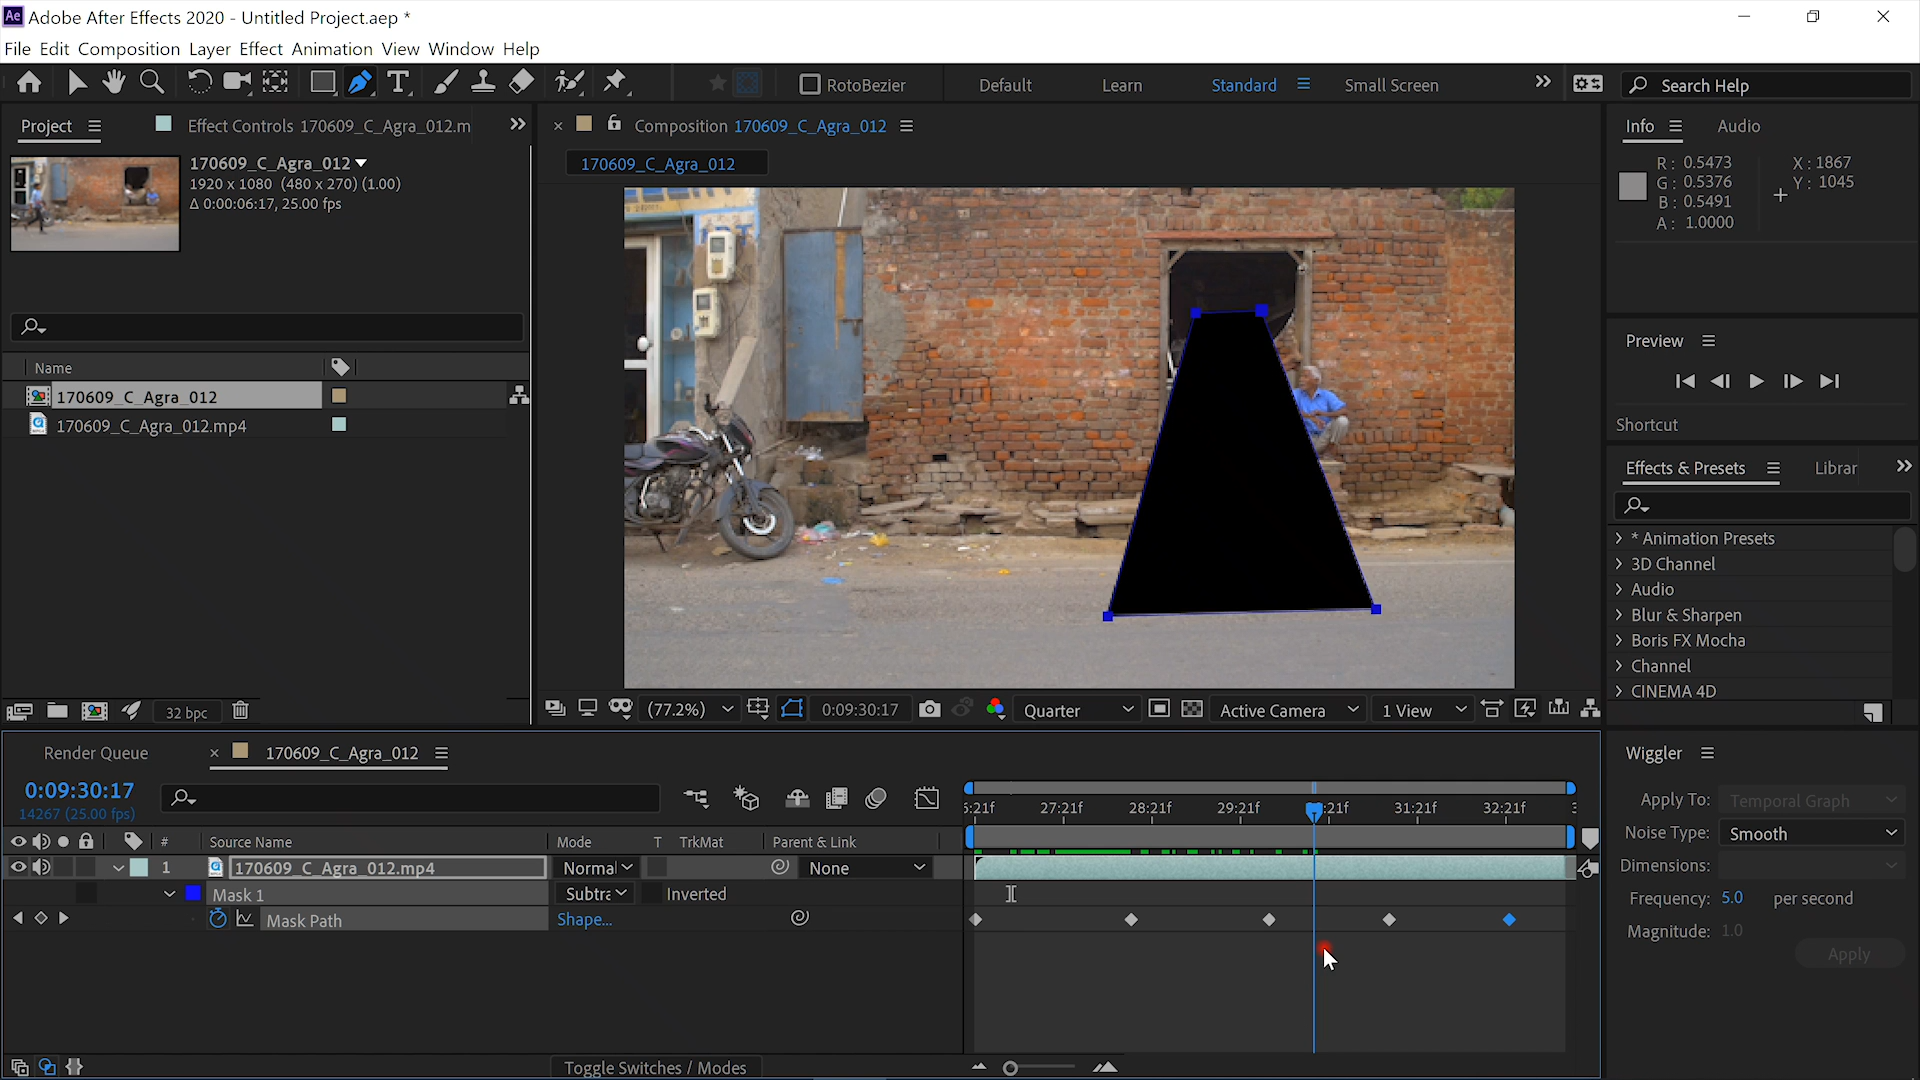 Ae Adobe After Effects 2020 - Untitled Project.aep *
File Edit Composition Layer Effect Animation View Window Help
RotoBezier
Default
Learn
Standard
Small Screen
Search Help
Project
Effect Controls 170609_C_Agra_012.m
Composition 170609_C_Agra_012
Info
Audio
170609_C_Agra_012
1920 x 1080 (480 x 270) (1.00)
Δ 0:00:06:17, 25.00 fps
170609_C_Agra_012
R: 0.5473
G: 0.5376
B: 0.5491
A: 1.0000
X: 1867
Y: 1045
Preview
Shortcut
Name
170609_C_Agra_012
170609_C_Agra_012.mp4
Effects & Presets
Librar
* Animation Presets
3D Channel
Audio
Blur & Sharpen
Boris FX Mocha
Channel
CINEMA 4D
32 bpc
(77.2%)
0:09:30:17
Quarter
Active Camera
1 View
Render Queue
170609_C_Agra_012
0:09:30:17
14267 (25.00 fps)
5:21f 27:21f 28:21f 29:21f :21f 31:21f 32:21f
# Source Name Mode T TrkMat Parent & Link
1 170609_C_Agra_012.mp4 Normal None
Mask 1 Subtra Inverted
Mask Path Shape...
Toggle Switches / Modes
Wiggler
Apply To: Temporal Graph
Noise Type: Smooth
Dimensions:
Frequency: 5.0 per second
Magnitude: 1.0
Apply